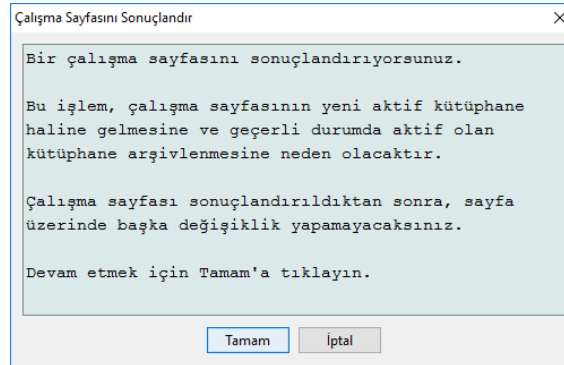 Çalışma Sayfasını Sonuçlandır
Bir çalışma sayfasını sonuçlandırıyorsunuz.
Bu işlem, çalışma sayfasının yeni aktif kütüphane
haline gelmesine ve geçerli durumda aktif olan
kütüphane arşivlenmesine neden olacaktır.
Çalışma sayfası sonuçlandırıldıktan sonra, sayfa
üzerinde başka değişiklik yapamayacaksınız.
Devam etmek için Tamam'a tıklayın.
Tamam
İptal